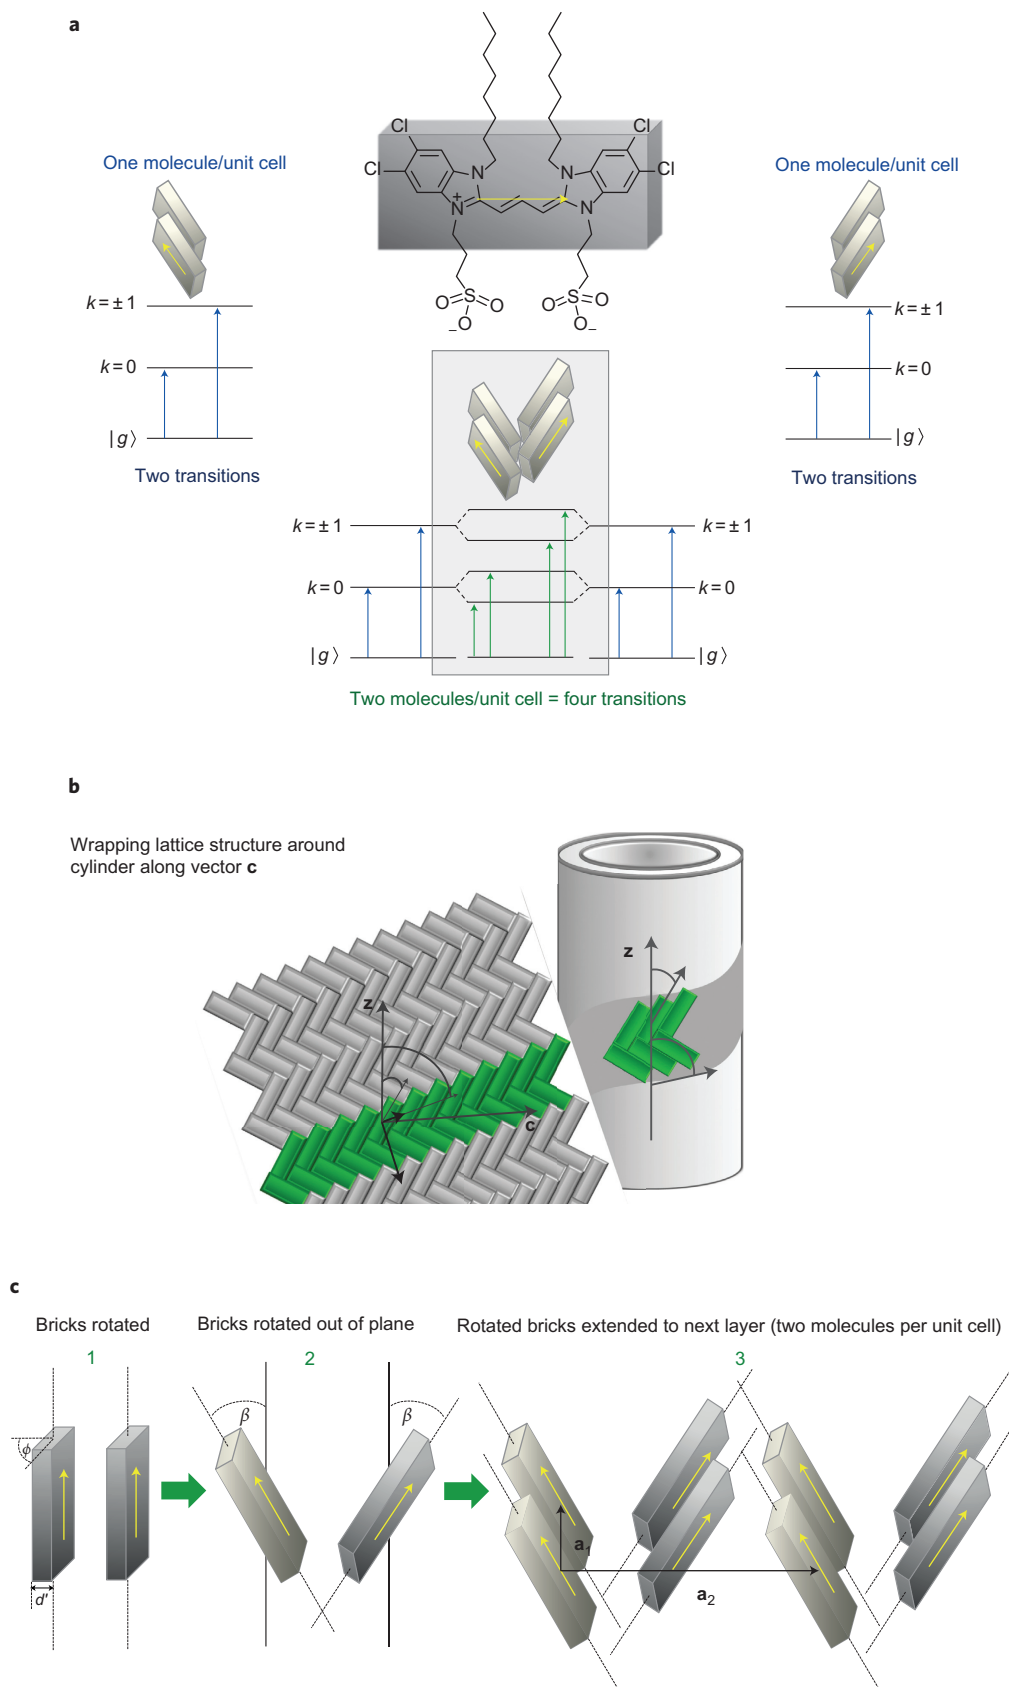 a
Cl
Cl
Cl
Cl
N
N
N
+
N
S
O
O
O
–
S
O
O
O–
One molecule/unit cell
k = ± 1
k = 0
|g⟩
Two transitions
One molecule/unit cell
k = ± 1
k = 0
|g⟩
Two transitions
k = ± 1
k = ± 1
k = 0
k = 0
|g⟩
|g⟩
Two molecules/unit cell = four transitions
b
Wrapping lattice structure around
cylinder along vector c
z
c
z
c
Bricks rotated
1
Bricks rotated out of plane
2
Rotated bricks extended to next layer (two molecules per unit cell)
3
ϕ
d′
β
β
a1
a2